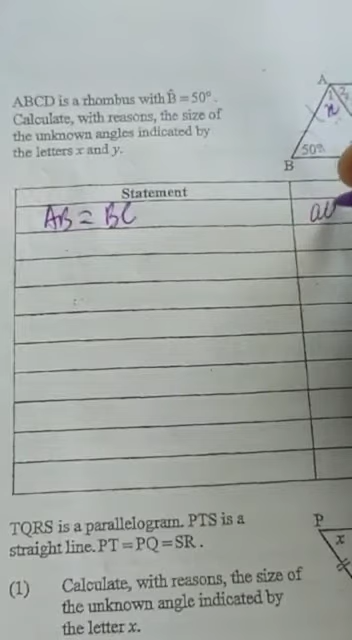 ABCD is a rhombus with B̂ = 50°.
Calculate, with reasons, the size of
the unknown angles indicated by
the letters x and y.
A
1 2
x
50°
B
Statement
AB = BC
TQRS is a parallelogram. PTS is a
straight line. PT = PQ = SR.
P
x
(1) Calculate, with reasons, the size of
the unknown angle indicated by
the letter x.